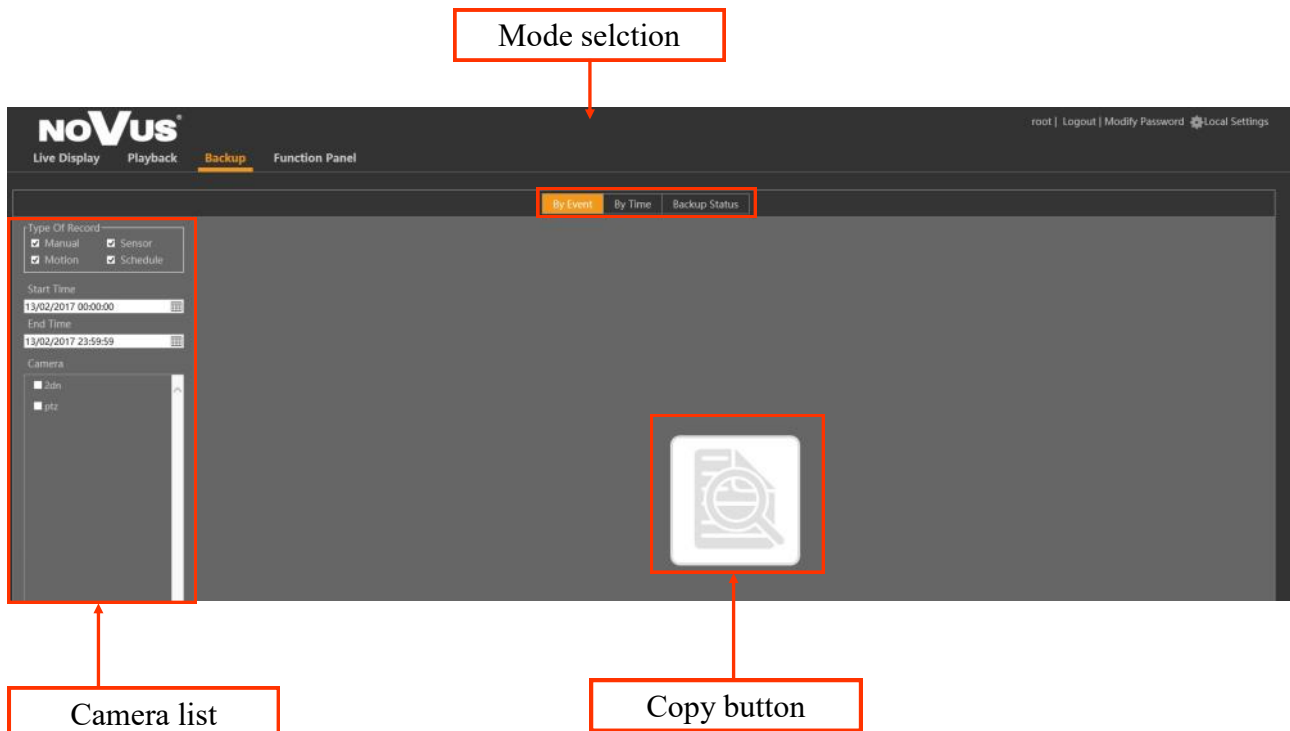 Mode selction
NOVUS®
root | Logout | Modify Password Local Settings
Live Display Playback Backup Function Panel
By Event By Time Backup Status
Type Of Record
Manual Sensor
Motion Schedule
Start Time
13/02/2017 00:00:00
End Time
13/02/2017 23:59:59
Camera
2dn
ptz
Camera list
Copy button